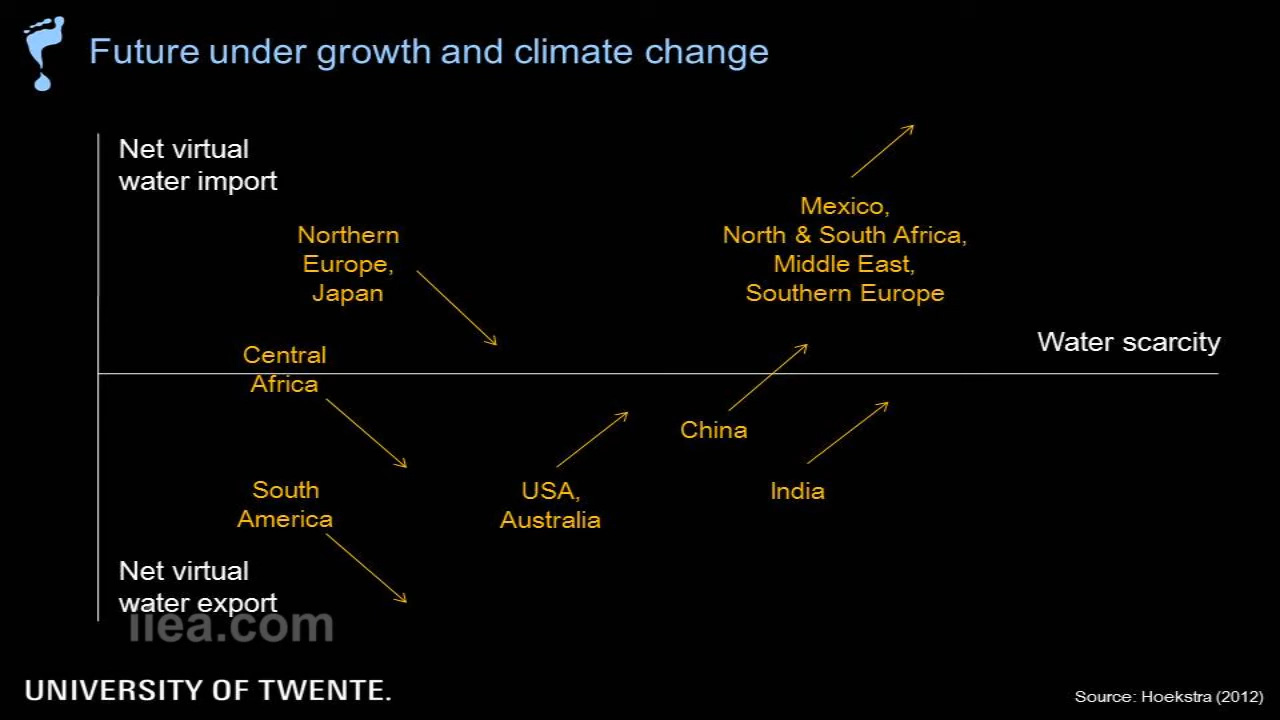 Future under growth and climate change
Net virtual
water import
Mexico,
North & South Africa,
Middle East,
Southern Europe
Northern
Europe,
Japan
Water scarcity
Central
Africa
China
South
America
USA,
Australia
India
Net virtual
water export
iiea.com
UNIVERSITY OF TWENTE.
Source: Hoekstra (2012)